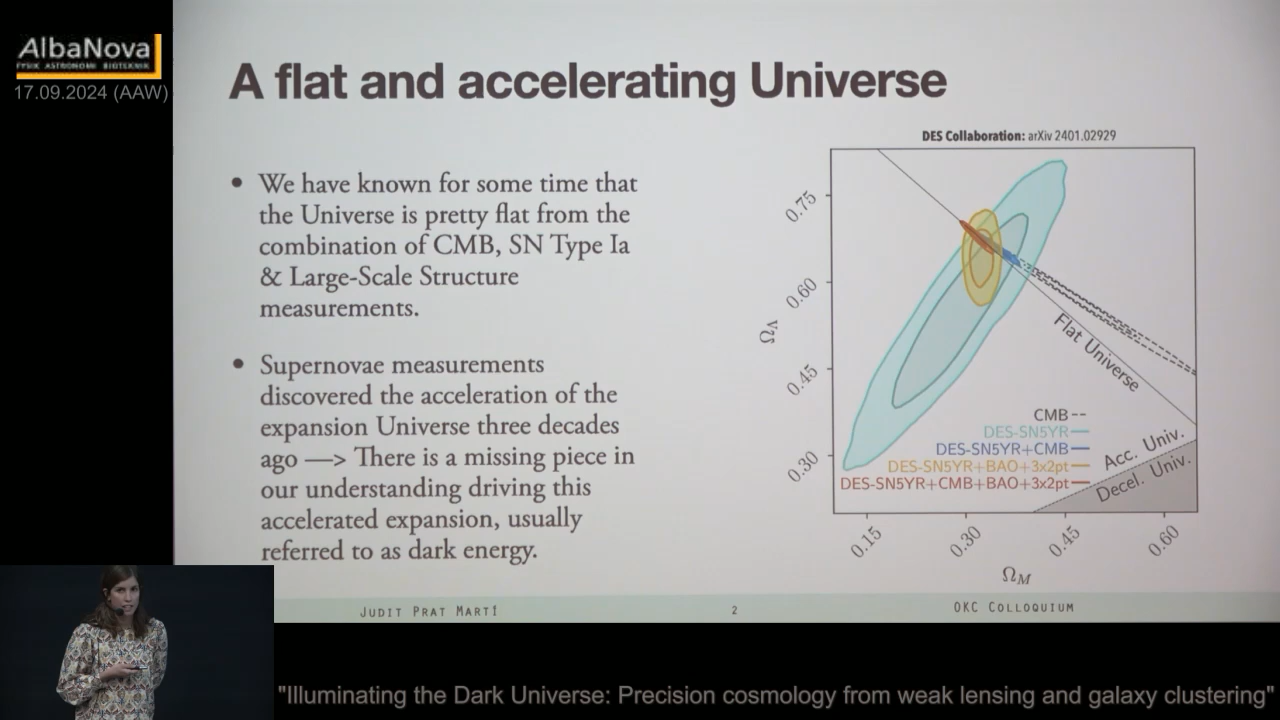 AlbaNova
FYSIK ASTRONOMI BIOTEKNIK
17.09.2024 (AAW)
A flat and accelerating Universe
• We have known for some time that
the Universe is pretty flat from the
combination of CMB, SN Type Ia
& Large-Scale Structure
measurements.
• Supernovae measurements
discovered the acceleration of the
expansion Universe three decades
ago —> There is a missing piece in
our understanding driving this
accelerated expansion, usually
referred to as dark energy.
DES Collaboration: arXiv 2401.02929
0.75
0.60
0.45
0.30
ΩΛ
Flat Universe
CMB
DES-SN5YR
DES-SN5YR+CMB
DES-SN5YR+BAO+3x2pt
DES-SN5YR+CMB+BAO+3x2pt
Acc. Univ.
Decel. Univ.
0.15 0.30 0.45 0.60
ΩM
Judit Prat Martí 2 OKC Colloquium
"Illuminating the Dark Universe: Precision cosmology from weak lensing and galaxy clustering"